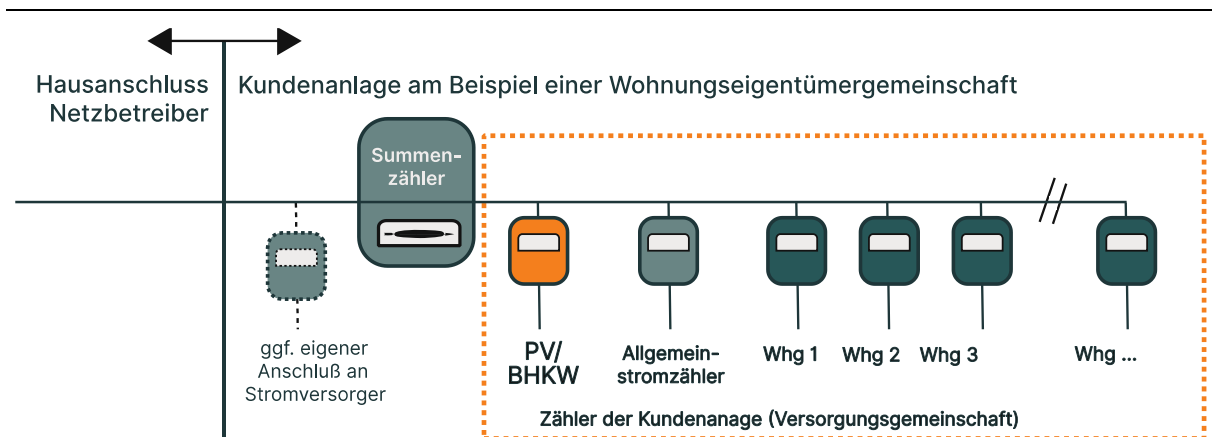 Hausanschluss
Netzbetreiber
Kundenanlage am Beispiel einer Wohnungseigentümergemeinschaft
Summen-
zähler
ggf. eigener
Anschluß an
Stromversorger
PV/
BHKW
Allgemein-
stromzähler
Whg 1
Whg 2
Whg 3
Whg ...
Zähler der Kundenanage (Versorgungsgemeinschaft)